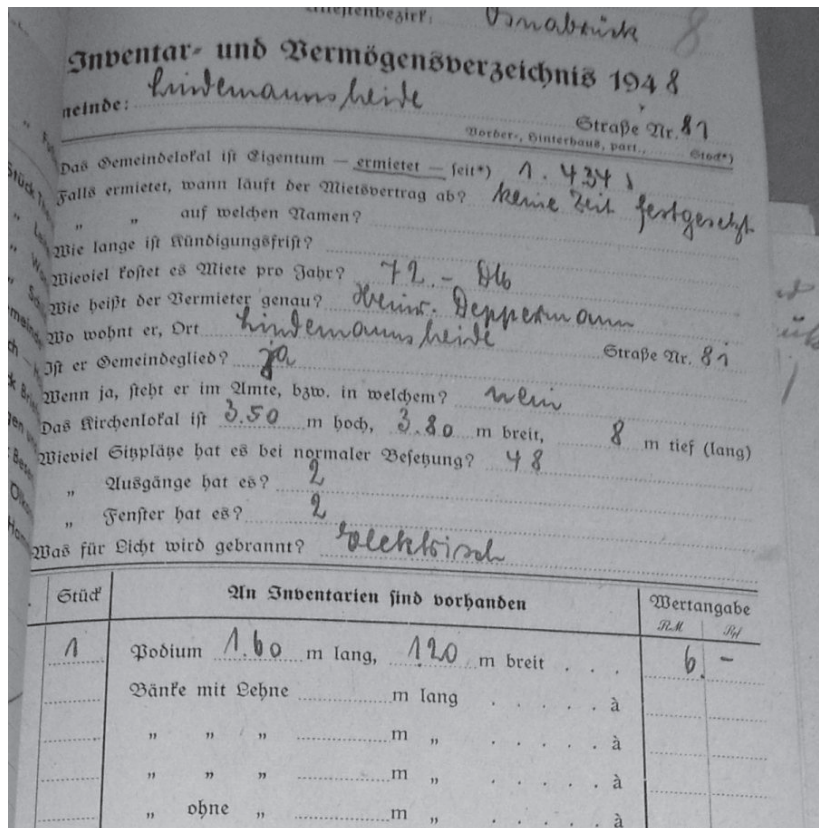 Ältestenbezirk: Osnabrück 8
Inventar- und Vermögensverzeichnis 1948
meinde: Lindemannsheide Straße Nr. 81
Vorder-, Hinterhaus, part., Stock*)
Das Gemeindelokal ist Eigentum — ermietet — seit*) 1.
Falls ermietet, wann läuft der Mietsvertrag ab? keine Zeit festgesetzt
„ „ auf welchen Namen?
Wie lange ist Kündigungsfrist?
Wieviel kostet es Miete pro Jahr? 72.-
Wie heißt der Vermieter genau? Heinr. Deppermann
Wo wohnt er, Ort Lindemannsheide Straße Nr. 81
Ist er Gemeindeglied? ja
Wenn ja, steht er im Amte, bzw. in welchem? nein
Das Kirchenlokal ist 3.50 m hoch, 3.80 m breit, 8 m tief (lang)
Wieviel Sitzplätze hat es bei normaler Besetzung? 48
„ Ausgänge hat es? 2
„ Fenster hat es? 2
Was für Licht wird gebrannt? Elektrisch
Stück An Inventarien sind vorhanden Wertangabe
RM Rpf
1 Podium 1.60 m lang, 1.20 m breit . . . 6. -
Bänke mit Lehne m lang . . . . . à
„ „ „ m „ . . . . . à
„ „ „ m „ . . . . . à
„ ohne „ m „ . . . . . à